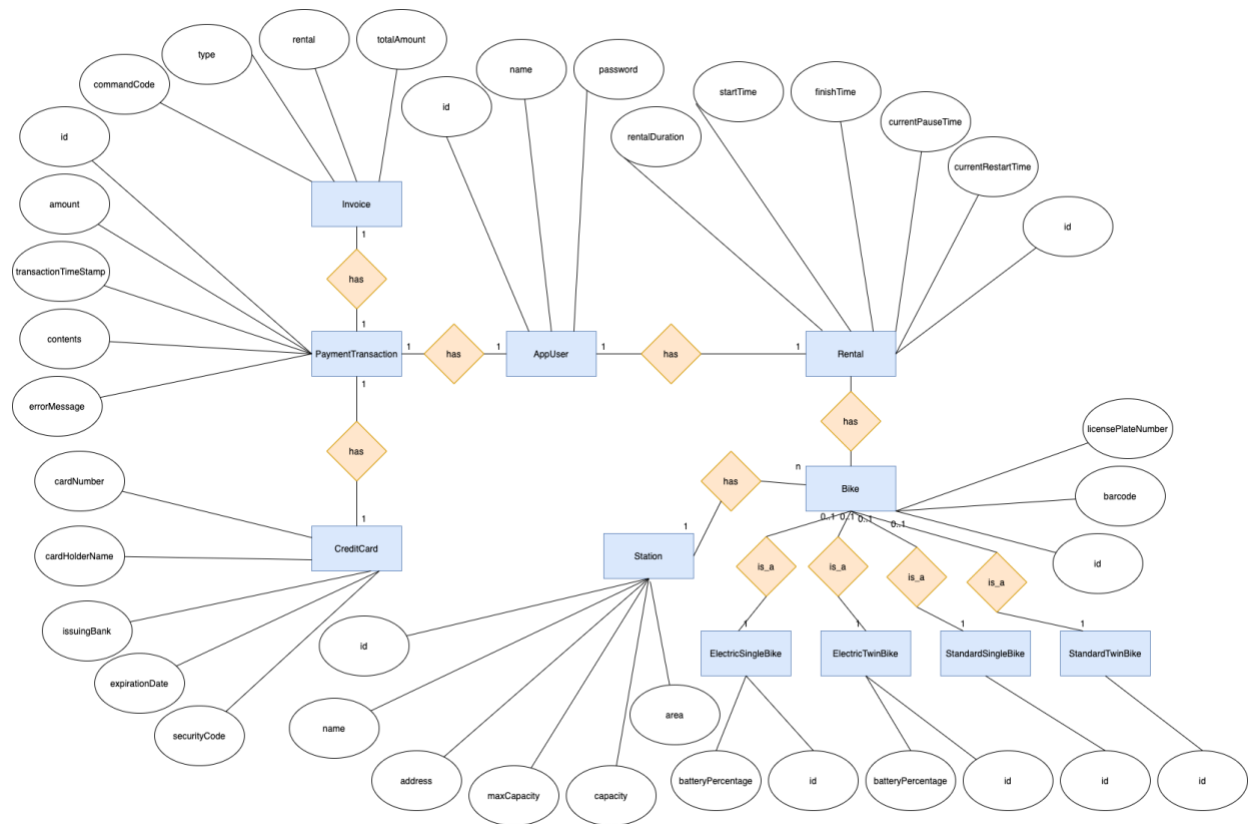 rental
totalAmount
type
name
password
commandCode
startTime
finishTime
id
currentPauseTime
id
rentalDuration
currentRestartTime
amount
Invoice
id
1
transactionTimeStamp
has
contents
1
PaymentTransaction
1
has
1
AppUser
1
has
1
Rental
1
errorMessage
has
has
licensePlateNumber
cardNumber
n
has
Bike
barcode
1
1
0..1
0..1
0..1
0..1
cardHolderName
CreditCard
Station
is_a
is_a
is_a
is_a
id
issuingBank
1
1
1
1
id
ElectricSingleBike
ElectricTwinBike
StandardSingleBike
StandardTwinBike
expirationDate
name
area
securityCode
address
maxCapacity
capacity
batteryPercentage
id
batteryPercentage
id
id
id